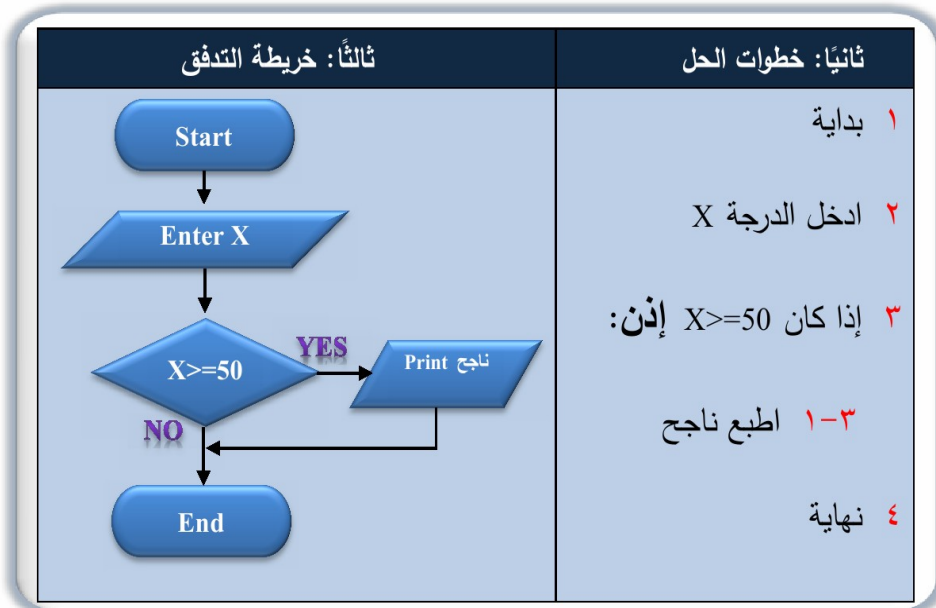 ثانيًا: خطوات الحل
١ بداية
٢ ادخل الدرجة X
٣ إذا كان X>=50 إذن:
٣-١ اطبع ناجح
٤ نهاية
ثالثًا: خريطة التدفق
Start
Enter X
X>=50
YES
Print ناجح
NO
End